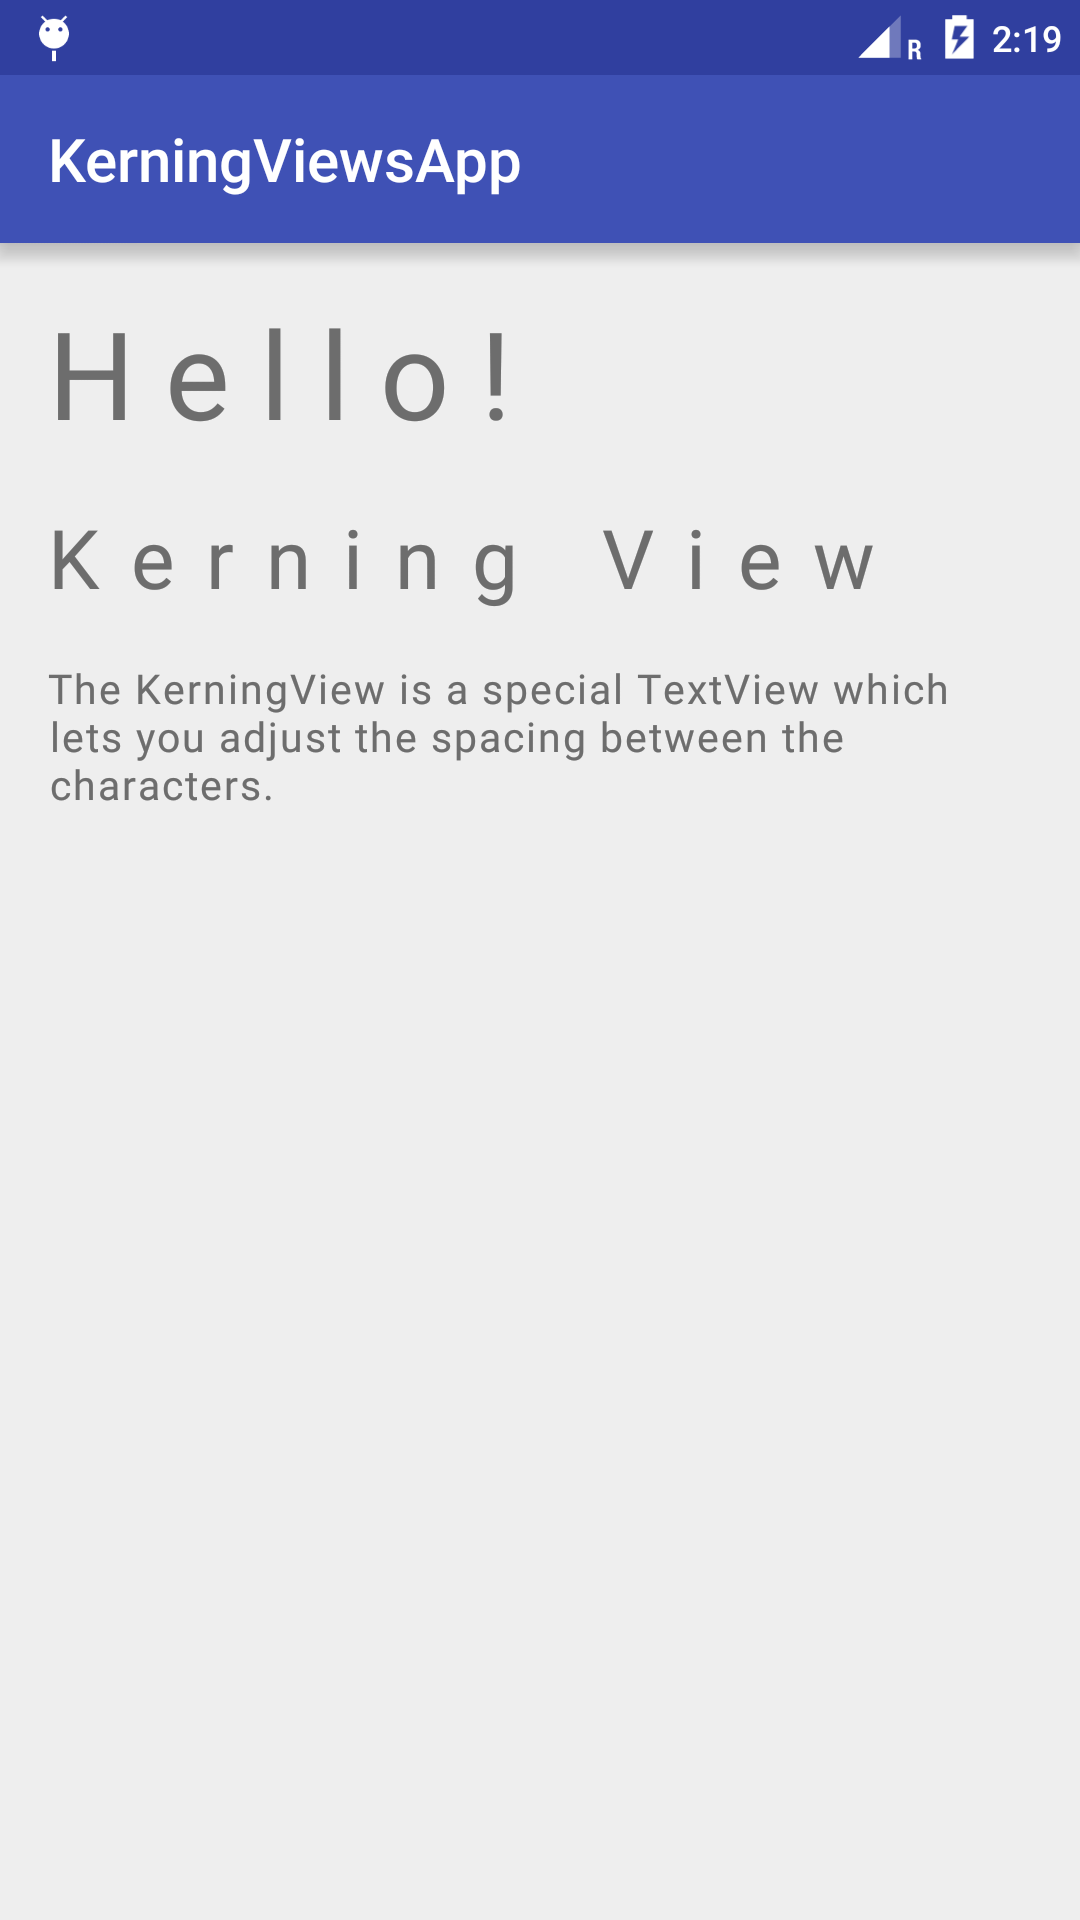 R 2:19
KerningViewsApp
Hello!
Kerning View
The KerningView is a special TextView which
lets you adjust the spacing between the
characters.